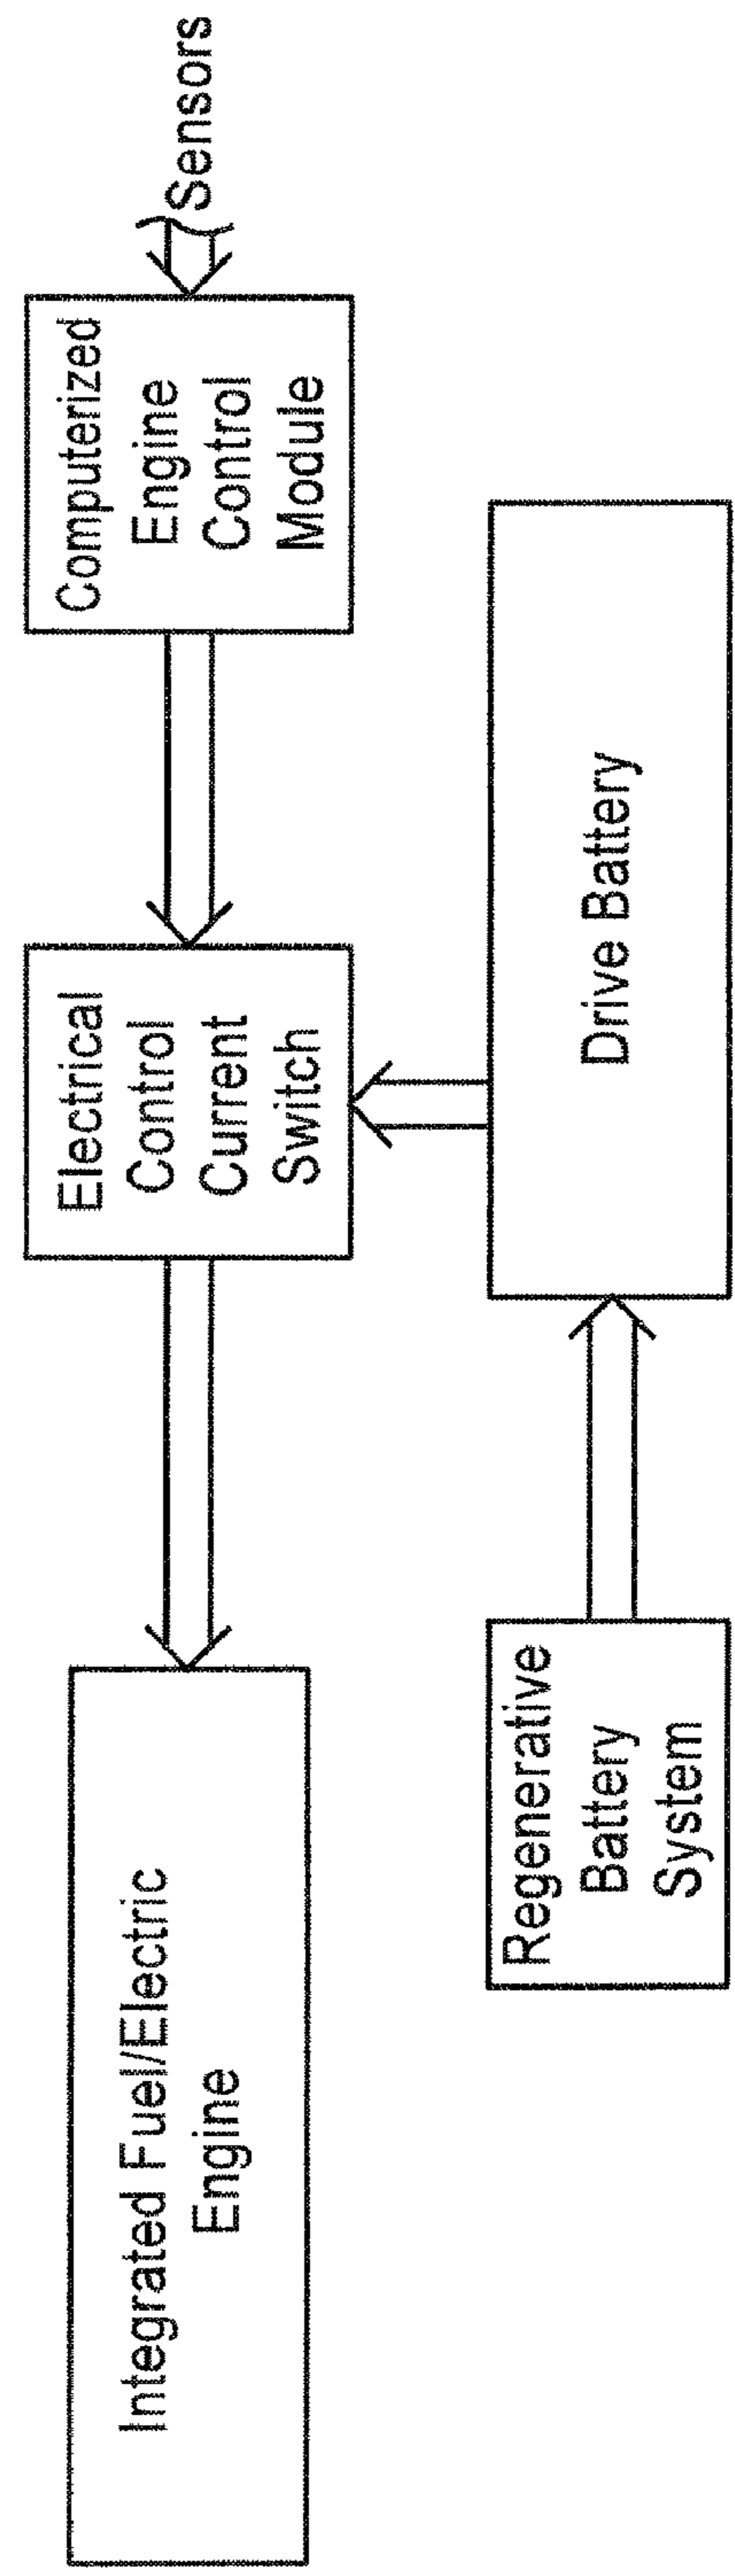 Integrated Fuel/Electric
Engine
Electrical
Control
Current
Switch
Computerized
Engine
Control
Module
Sensors
Regenerative
Battery
System
Drive Battery